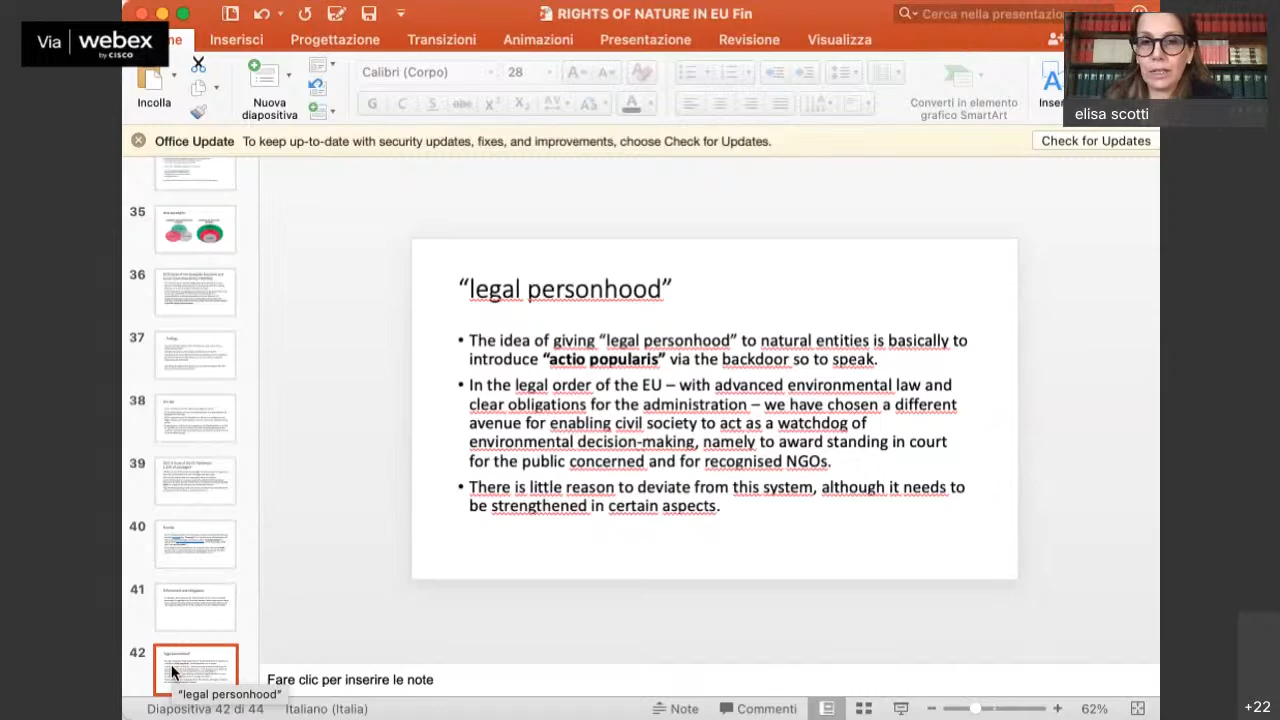 RIGHTS OF NATURE IN EU Fin
Cerca nella presentazione
Via webex
by CISCO
Inserisci
Progettazione
Transizioni
Animazioni
Presentazione
Revisione
Visualizza
Calibri (Corpo)
28
Incolla
Nuova
diapositiva
G
C
Converti in elemento
grafico SmartArt
elisa scotti
Office Update To keep up-to-date with security updates, fixes, and improvements, choose Check for Updates.
Check for Updates
35
36
37
38
39
40
41
42
“legal personhood”
• The idea of giving “legal personhood” to natural entities is basically to
introduce “actio popularis” via the backdoor so to speak.
• In the legal order of the EU – with advanced environmental law and
clear obligations for the administration – we have chosen a different
avenue for enabling civil society to act as a watchdog of
environmental decision-making, namely to award standing in court
for the public concerned and for recognised NGOs.
• There is little reason to deviate from this system, although it needs to
be strengthened in certain aspects.
Fare clic per inserire note
“legal personhood”
Diapositiva 42 di 44
Italiano (Italia)
Note
Commenti
62%
+22